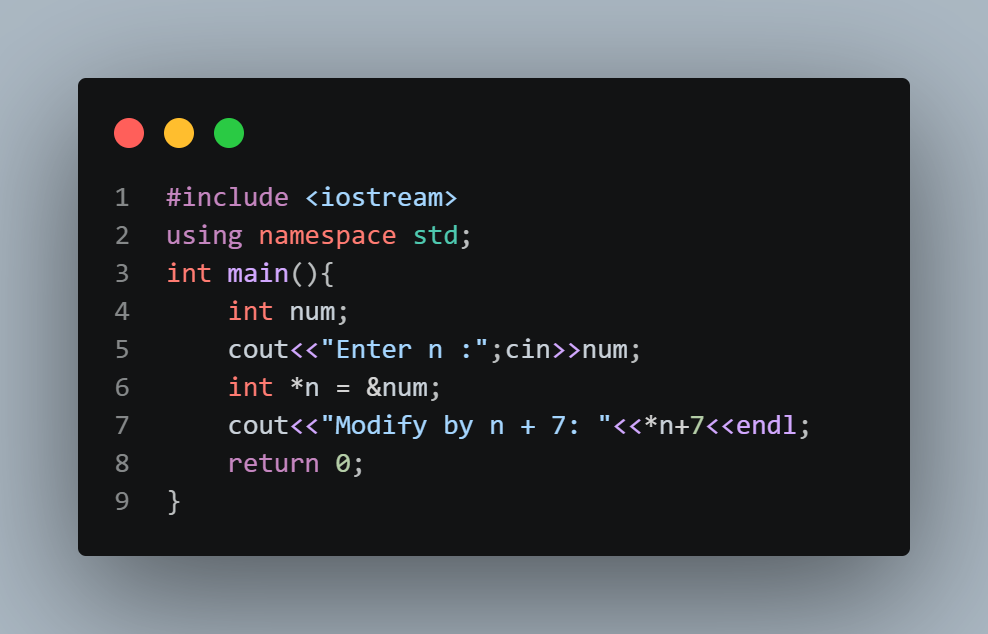 1 #include <iostream>
2 using namespace std;
3 int main(){
4     int num;
5     cout<<"Enter n :";cin>>num;
6     int *n = &num;
7     cout<<"Modify by n + 7: "<<*n+7<<endl;
8     return 0;
9 }